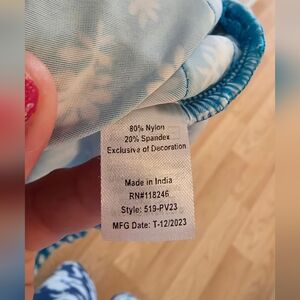 80% Nylon
20% Spandex
Exclusive of Decoration
Made in India
RN#118246
Style: 519-PV23
MFG Date: T-12/2023